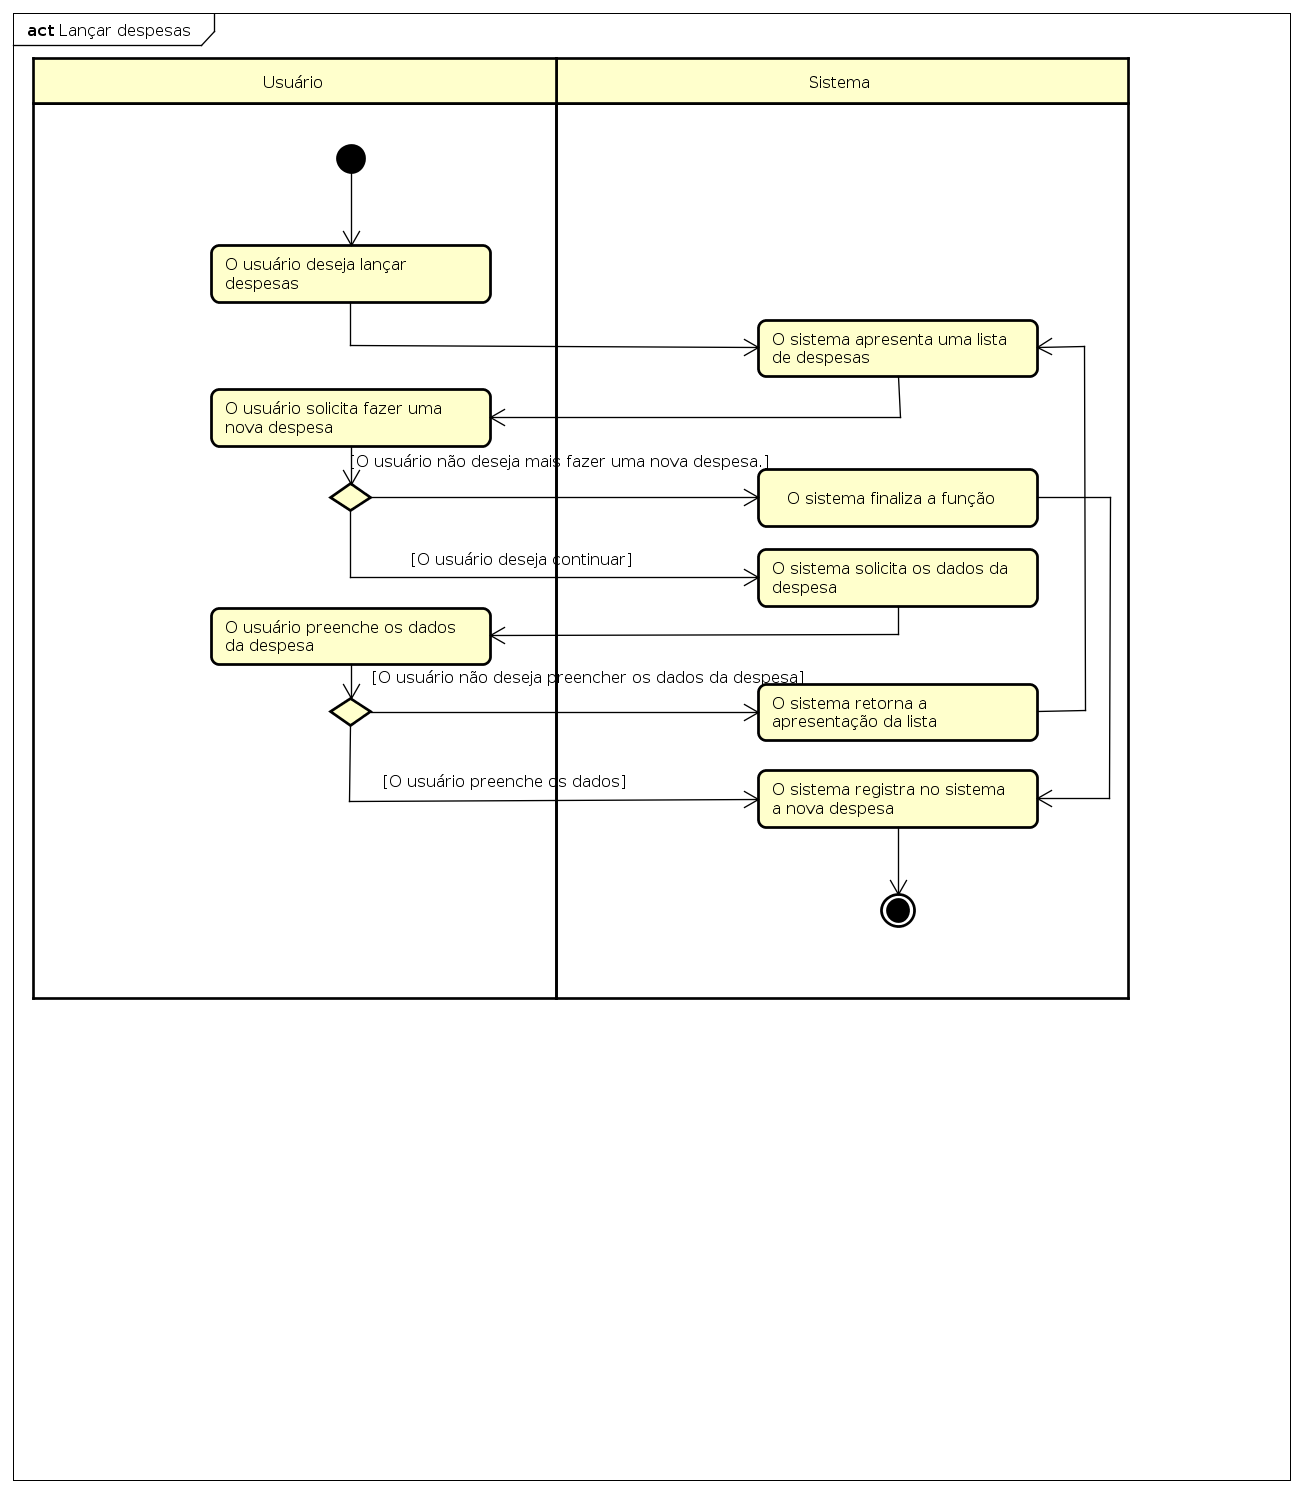 act Lançar despesas
Usuário
Sistema
O usuário deseja lançar
despesas
O sistema apresenta uma lista
de despesas
O usuário solicita fazer uma
nova despesa
[O usuário não deseja mais fazer uma nova despesa.]
O sistema finaliza a função
[O usuário deseja continuar]
O sistema solicita os dados da
despesa
O usuário preenche os dados
da despesa
[O usuário não deseja preencher os dados da despesa]
O sistema retorna a
apresentação da lista
[O usuário preenche os dados]
O sistema registra no sistema
a nova despesa